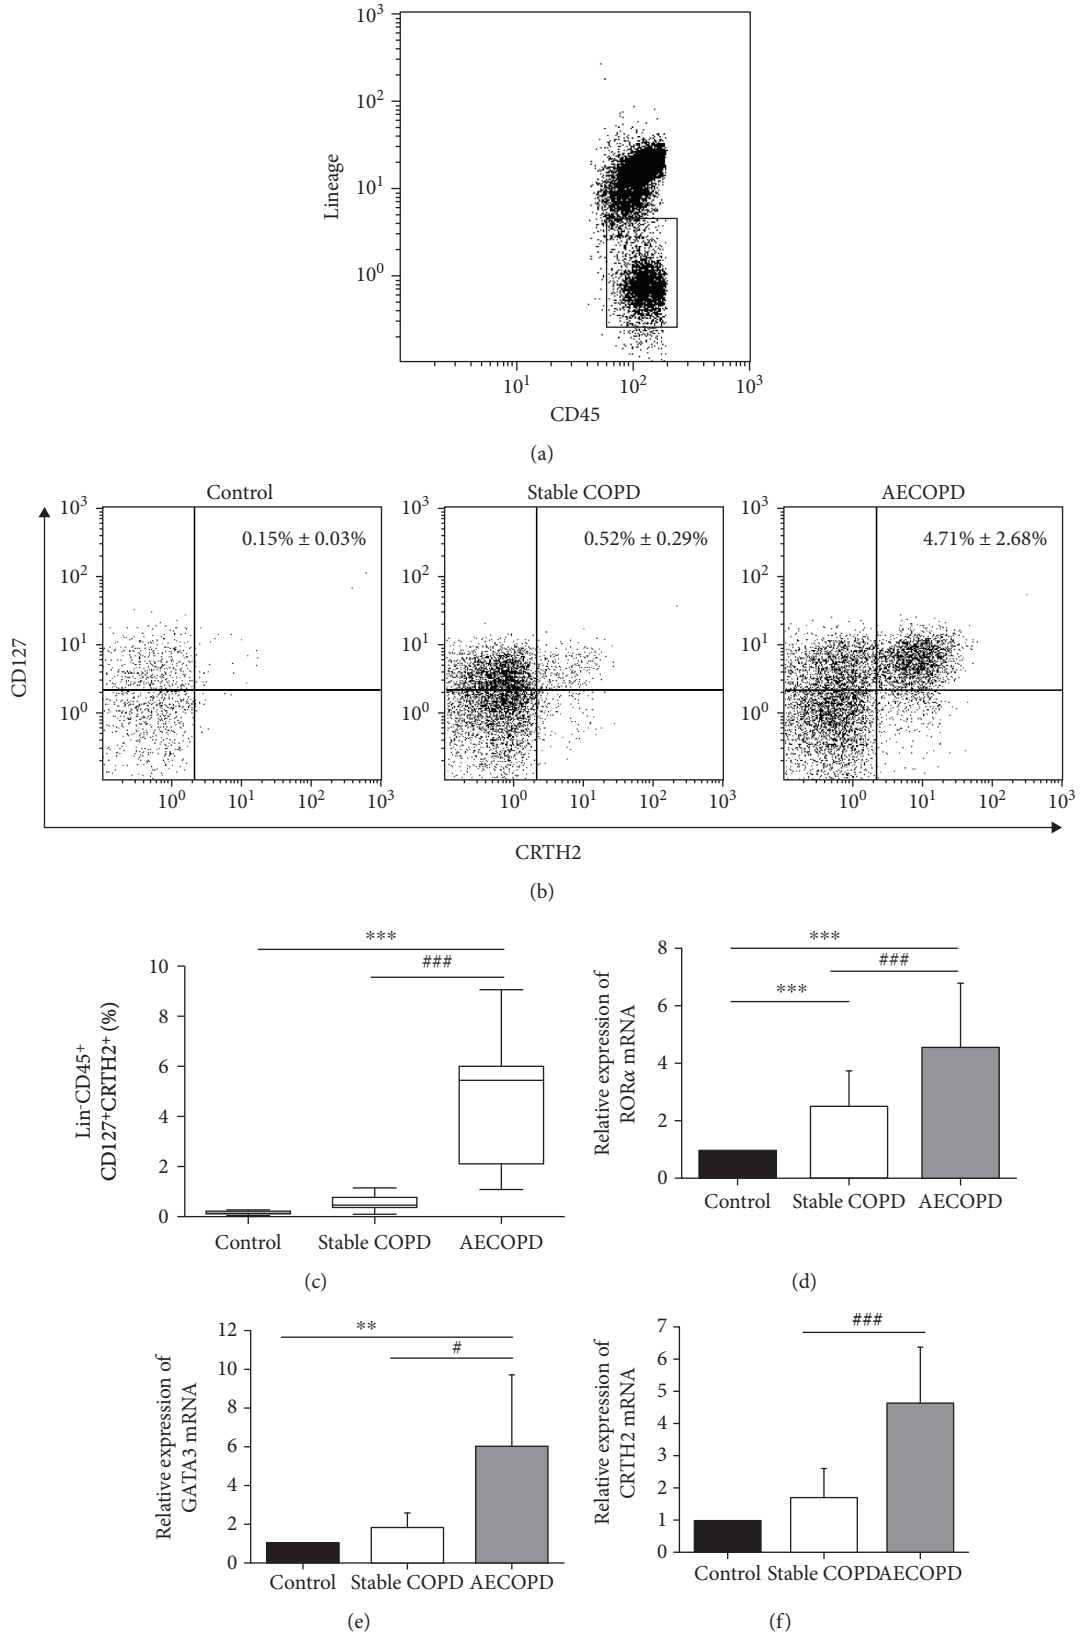 10³
10²
10¹
10⁰
Lineage
10¹ 10² 10³
CD45
(a)
Control Stable COPD AECOPD
10³ 10³ 10³
0.15% ± 0.03% 0.52% ± 0.29% 4.71% ± 2.68%
10² 10² 10²
10¹ 10¹ 10¹
CD127
10⁰ 10⁰ 10⁰
10⁰ 10¹ 10² 10³ 10⁰ 10¹ 10² 10³ 10⁰ 10¹ 10² 10³
CRTH2
(b)
***
###
10
8
6
4
2
0
Lin⁻CD45⁺
CD127⁺CRTH2⁺ (%)
Control Stable COPD AECOPD
(c)
***
###
***
8
6
4
2
0
Relative expression of
RORα mRNA
Control Stable COPD AECOPD
(d)
**
#
12
10
8
6
4
2
0
Relative expression of
GATA3 mRNA
Control Stable COPD AECOPD
(e)
###
7
6
5
4
3
2
1
0
Relative expression of
CRTH2 mRNA
Control Stable COPDAECOPD
(f)